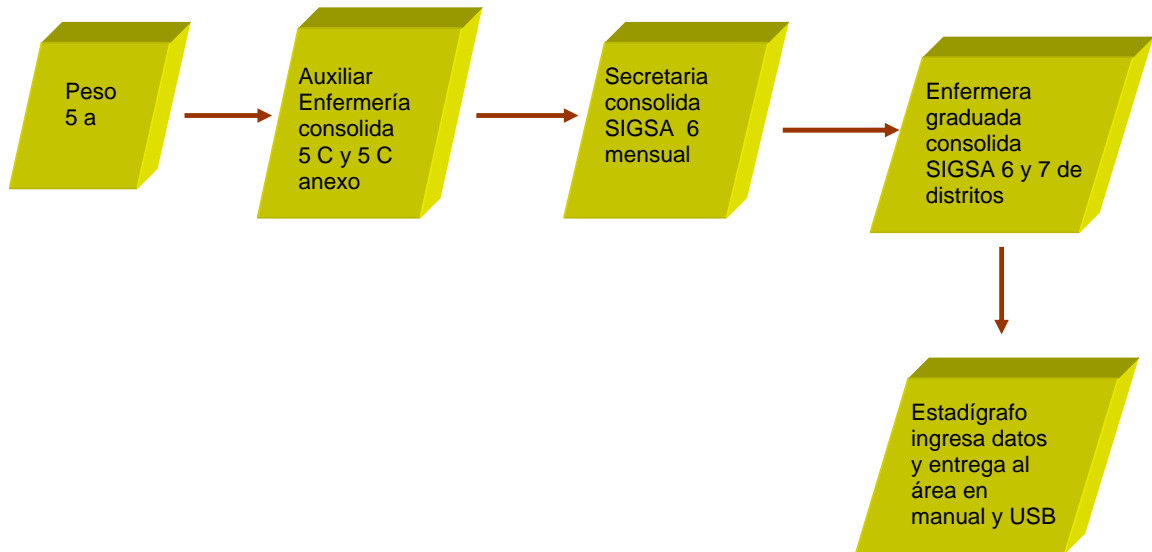 Peso
5 a
Auxiliar
Enfermería
consolida
5 C y 5 C
anexo
Secretaria
consolida
SIGSA 6
mensual
Enfermera
graduada
consolida
SIGSA 6 y 7 de
distritos
Estadígrafo
ingresa datos
y entrega al
área en
manual y USB